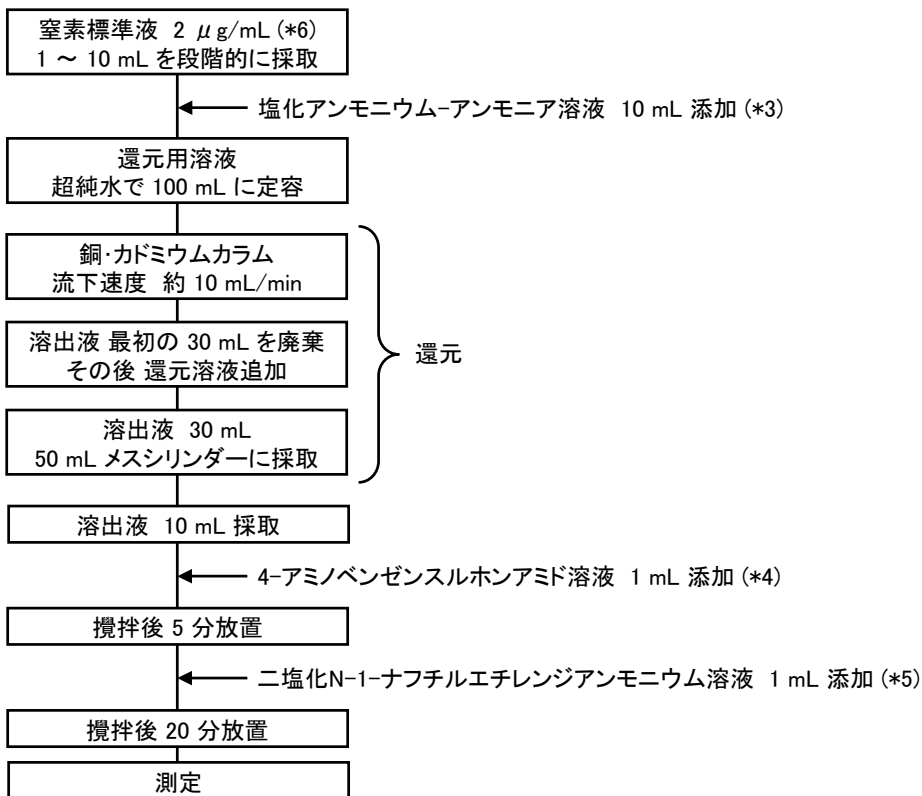 窒素標準液 2 μg/mL (*6)
1 ～ 10 mL を段階的に採取
塩化アンモニウム-アンモニア溶液 10 mL 添加 (*3)
還元用溶液
超純水で 100 mL に定容
銅・カドミウムカラム
流下速度 約 10 mL/min
溶出液 最初の 30 mL を廃棄
その後 還元溶液追加
還元
溶出液 30 mL
50 mL メスシリンダーに採取
溶出液 10 mL 採取
4-アミノベンゼンスルホンアミド溶液 1 mL 添加 (*4)
攪拌後 5 分放置
二塩化N-1-ナフチルエチレンジアンモニウム溶液 1 mL 添加 (*5)
攪拌後 20 分放置
測定